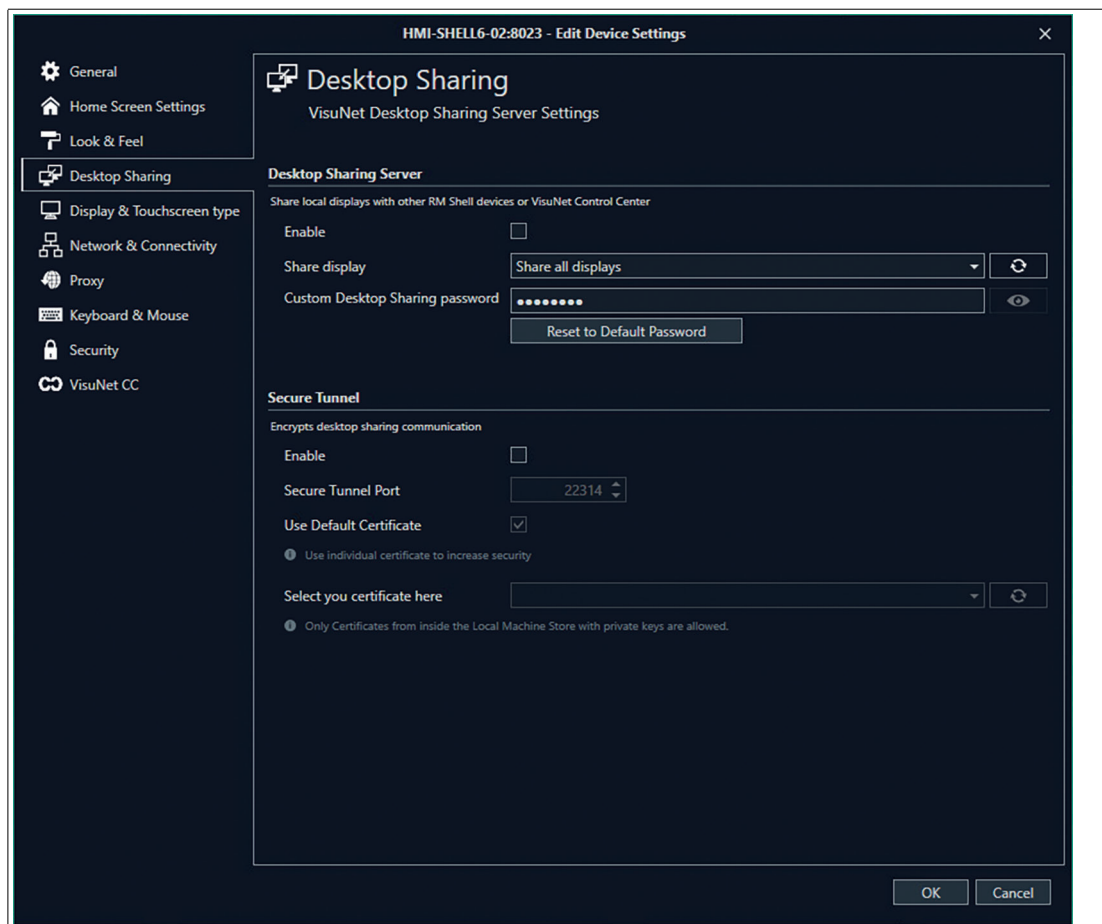 HMI-SHELL6-02:8023 - Edit Device Settings
General
Home Screen Settings
Look & Feel
Desktop Sharing
Display & Touchscreen type
Network & Connectivity
Proxy
Keyboard & Mouse
Security
VisuNet CC
Desktop Sharing
VisuNet Desktop Sharing Server Settings
Desktop Sharing Server
Share local displays with other RM Shell devices or VisuNet Control Center
Enable
Share display Share all displays
Custom Desktop Sharing password ●●●●●●●●
Reset to Default Password
Secure Tunnel
Encrypts desktop sharing communication
Enable
Secure Tunnel Port 22314
Use Default Certificate
Use individual certificate to increase security
Select you certificate here
Only Certificates from inside the Local Machine Store with private keys are allowed.
OK Cancel